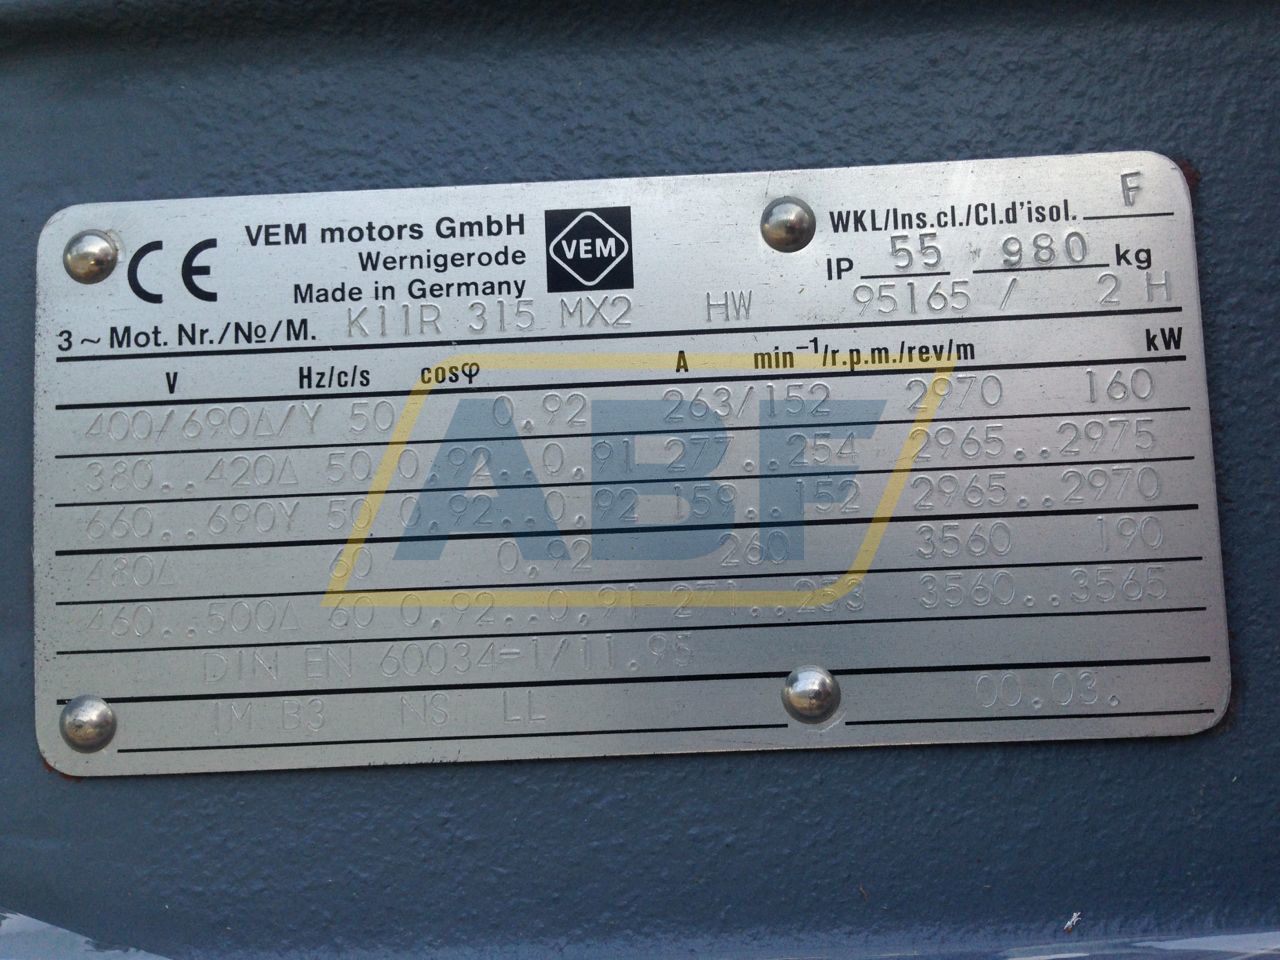 CE VEM motors GmbH VEM WKL/Ins.cl./Cl.d'isol. F
Wernigerode IP 55 980 kg
Made in Germany
3~Mot. Nr./No/M. K11R 315 MX2 HW 95165 / 2 H
V Hz/c/s cosφ A min⁻¹/r.p.m./rev/m kW
400/690Δ/Y 50 0,92 263/152 2970 160
380..420Δ 50 0,92..0,91 277..254 2965..2975
660..690Y 50 0,92..0,92 159..152 2965..2970
480Δ 60 0,92 260 3560 190
460..500Δ 60 0,92..0,91 271..253 3560..3565
DIN EN 60034-1/11.95
IM B3 NS LL 00.03.
ABF